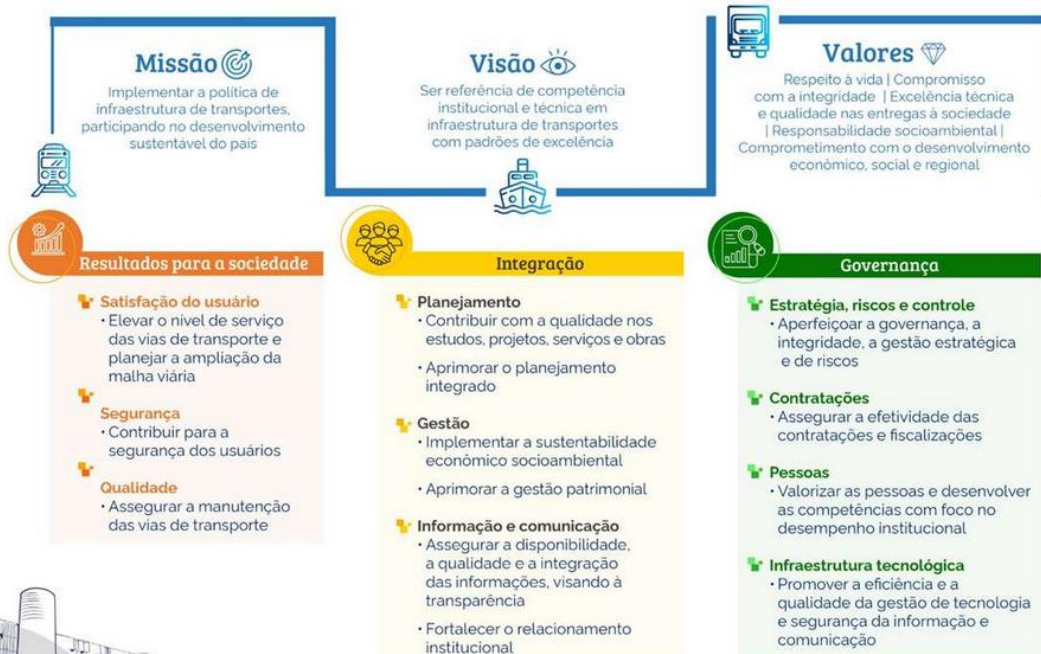 Missão
Implementar a política de
infraestrutura de transportes,
participando no desenvolvimento
sustentável do país
Visão
Ser referência de competência
institucional e técnica em
infraestrutura de transportes
com padrões de excelência
Valores
Respeito à vida | Compromisso
com a integridade | Excelência técnica
e qualidade nas entregas à sociedade
| Responsabilidade socioambiental |
Comprometimento com o desenvolvimento
econômico, social e regional
Resultados para a sociedade
Satisfação do usuário
• Elevar o nível de serviço
das vias de transporte e
planejar a ampliação da
malha viária
Segurança
• Contribuir para a
segurança dos usuários
Qualidade
• Assegurar a manutenção
das vias de transporte
Integração
Planejamento
• Contribuir com a qualidade nos
estudos, projetos, serviços e obras
• Aprimorar o planejamento
integrado
Gestão
• Implementar a sustentabilidade
econômico socioambiental
• Aprimorar a gestão patrimonial
Informação e comunicação
• Assegurar a disponibilidade,
a qualidade e a integração
das informações, visando à
transparência
• Fortalecer o relacionamento
institucional
Governança
Estratégia, riscos e controle
• Aperfeiçoar a governança, a
integridade, a gestão estratégica
e de riscos
Contratações
• Assegurar a efetividade das
contratações e fiscalizações
Pessoas
• Valorizar as pessoas e desenvolver
as competências com foco no
desempenho institucional
Infraestrutura tecnológica
• Promover a eficiência e a
qualidade da gestão de tecnologia
e segurança da informação e
comunicação